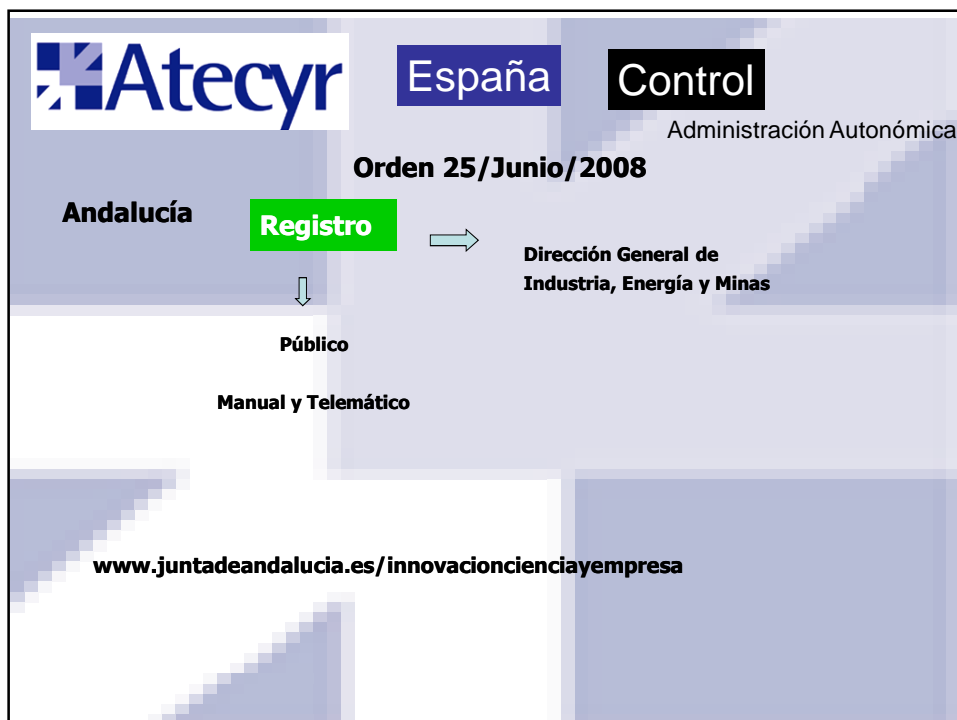 Atecyr
España
Control
Administración Autonómica
Orden 25/Junio/2008
Andalucía
Registro
Dirección General de
Industria, Energía y Minas
Público
Manual y Telemático
www.juntadeandalucia.es/innovacioncienciayempresa